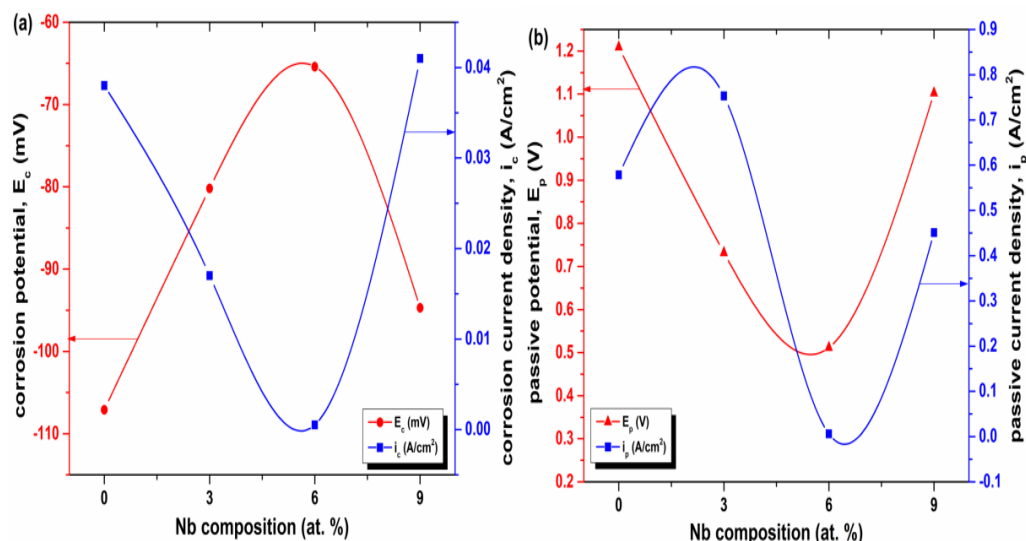 (a)
-60
-70
-80
-90
-100
-110
corrosion potential, E_c (mV)
0 3 6 9
Nb composition (at. %)
0.04
0.03
0.02
0.01
0.00
corrosion current density, i_c (A/cm²)
E_c (mV)
i_c (A/cm²)
(b)
1.2
1.1
1.0
0.9
0.8
0.7
0.6
0.5
0.4
0.3
0.2
passive potential, E_p (V)
0 3 6 9
Nb composition (at. %)
0.9
0.8
0.7
0.6
0.5
0.4
0.3
0.2
0.1
0.0
-0.1
passive current density, i_p (A/cm²)
E_p (V)
i_p (A/cm²)